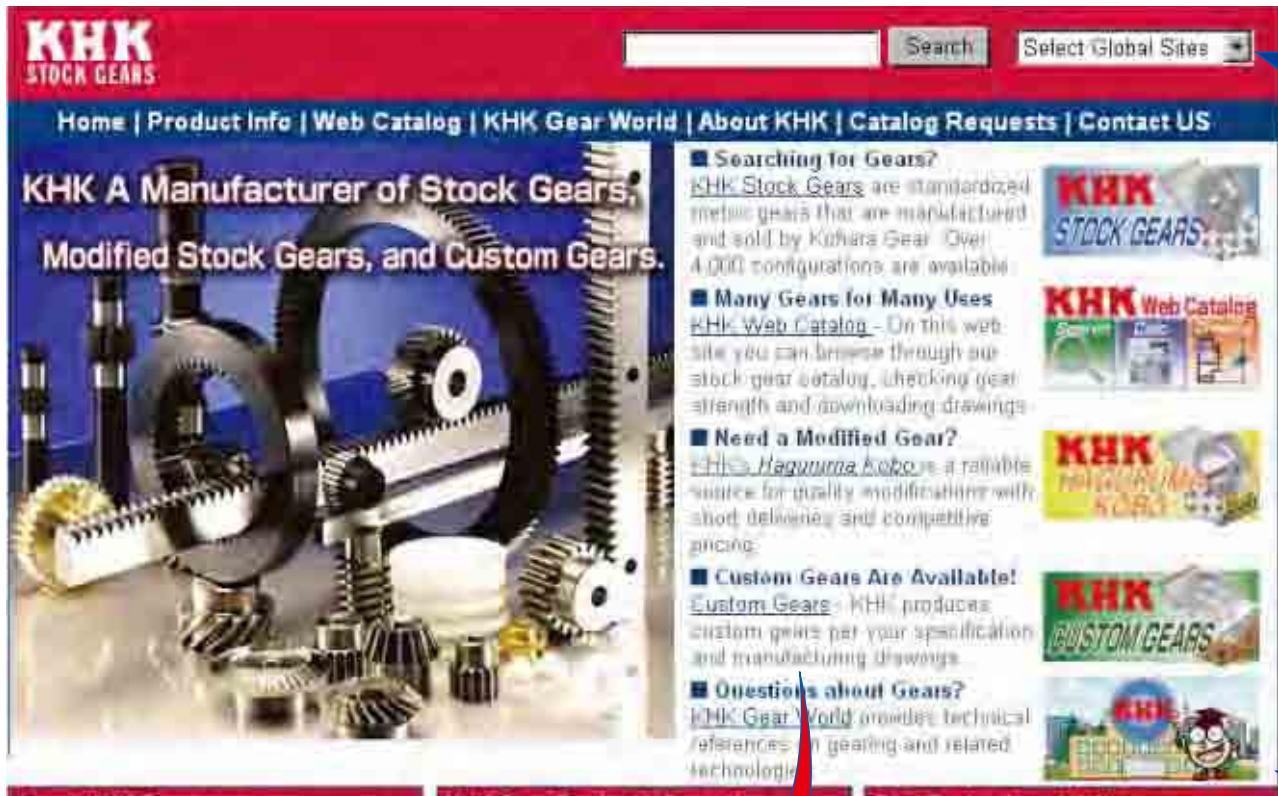 KHK
STOCK GEARS
Search
Select Global Sites
Home | Product Info | Web Catalog | KHK Gear World | About KHK | Catalog Requests | Contact US
KHK A Manufacturer of Stock Gears,
Modified Stock Gears, and Custom Gears.
Searching for Gears?
KHK Stock Gears are standardized
metric gears that are manufactured
and sold by Kohara Gear. Over
4,000 configurations are available.
KHK
STOCK GEARS
Many Gears for Many Uses
KHK Web Catalog - On this web
site you can browse through our
stock gear catalog, checking gear
strength and downloading drawings.
KHK Web Catalog
Need a Modified Gear?
KHK's Haguruma Kobo is a reliable
source for quality modifications with
short deliveries and competitive
pricing.
KHK
HAGURUMA
KOBO
Custom Gears Are Available!
Custom Gears - KHK produces
custom gears per your specification
and manufacturing drawings.
KHK
CUSTOM GEARS
Questions about Gears?
KHK Gear World provides technical
references on gearing and related
technologies
KHK